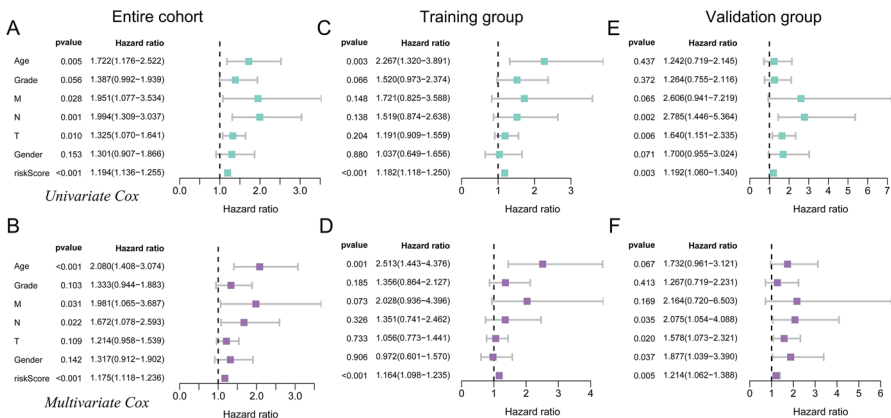 Entire cohort
Training group
Validation group
A
pvalue Hazard ratio
Age 0.005 1.722(1.176−2.522)
Grade 0.056 1.387(0.992−1.939)
M 0.028 1.951(1.077−3.534)
N 0.001 1.994(1.309−3.037)
T 0.010 1.325(1.070−1.641)
Gender 0.153 1.301(0.907−1.866)
riskScore <0.001 1.194(1.136−1.255)
0.0 1.0 2.0 3.0
Hazard ratio
Univariate Cox
C
pvalue Hazard ratio
0.003 2.267(1.320−3.891)
0.066 1.520(0.973−2.374)
0.148 1.721(0.825−3.588)
0.138 1.519(0.874−2.638)
0.204 1.191(0.909−1.559)
0.880 1.037(0.649−1.656)
<0.001 1.182(1.118−1.250)
0 1 2 3
Hazard ratio
E
pvalue Hazard ratio
0.437 1.242(0.719−2.145)
0.372 1.264(0.755−2.116)
0.065 2.606(0.941−7.219)
0.002 2.785(1.446−5.364)
0.006 1.640(1.151−2.335)
0.071 1.700(0.955−3.024)
0.003 1.192(1.060−1.340)
0 1 2 3 4 5 6 7
Hazard ratio
B
pvalue Hazard ratio
Age <0.001 2.080(1.408−3.074)
Grade 0.103 1.333(0.944−1.883)
M 0.031 1.981(1.065−3.687)
N 0.022 1.672(1.078−2.593)
T 0.109 1.214(0.958−1.539)
Gender 0.142 1.317(0.912−1.902)
riskScore <0.001 1.175(1.118−1.236)
0.0 1.0 2.0 3.0
Hazard ratio
Multivariate Cox
D
pvalue Hazard ratio
0.001 2.513(1.443−4.376)
0.185 1.356(0.864−2.127)
0.073 2.028(0.936−4.396)
0.326 1.351(0.741−2.462)
0.733 1.056(0.773−1.441)
0.906 0.972(0.601−1.570)
<0.001 1.164(1.098−1.235)
0 1 2 3 4
Hazard ratio
F
pvalue Hazard ratio
0.067 1.732(0.961−3.121)
0.413 1.267(0.719−2.231)
0.169 2.164(0.720−6.503)
0.035 2.075(1.054−4.088)
0.020 1.578(1.073−2.321)
0.037 1.877(1.039−3.390)
0.005 1.214(1.062−1.388)
0 1 2 3 4 5 6
Hazard ratio